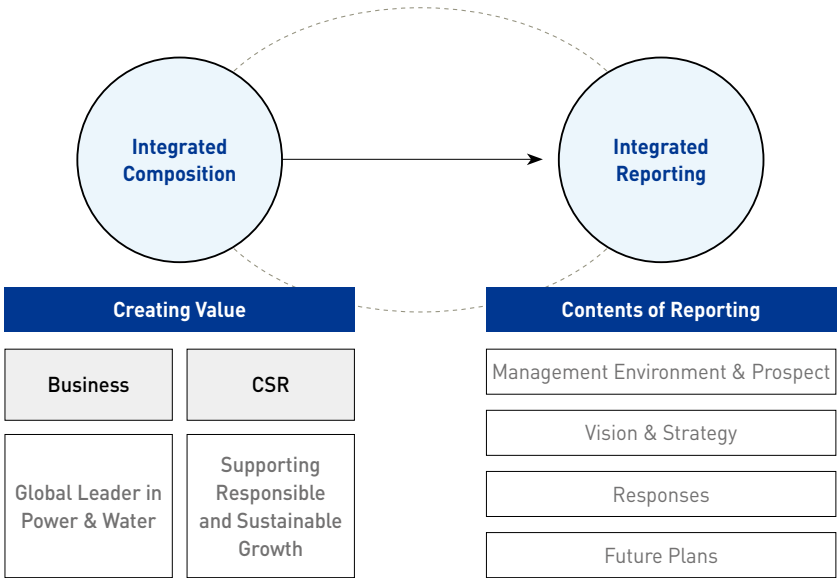 Integrated
Composition
Integrated
Reporting
Creating Value
Business
CSR
Global Leader in
Power & Water
Supporting
Responsible
and Sustainable
Growth
Contents of Reporting
Management Environment & Prospect
Vision & Strategy
Responses
Future Plans